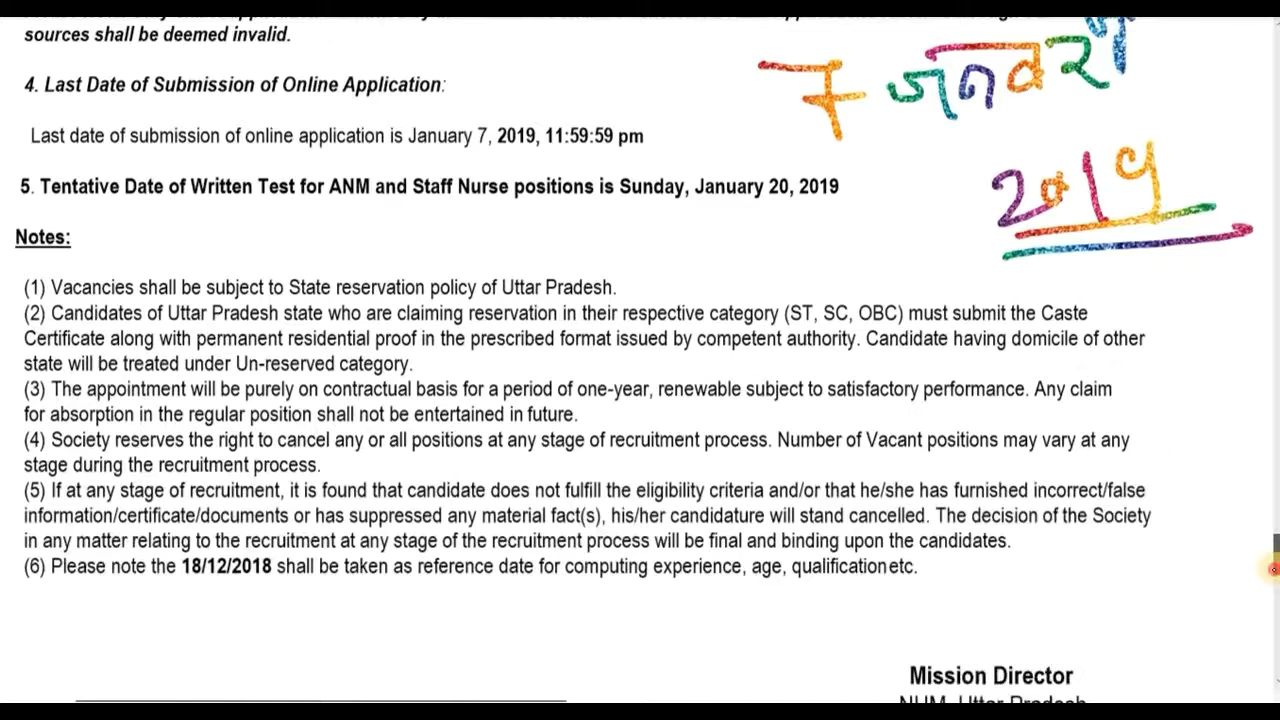 sources shall be deemed invalid.
7 जनवरी
4. Last Date of Submission of Online Application:
Last date of submission of online application is January 7, 2019, 11:59:59 pm
2019
5. Tentative Date of Written Test for ANM and Staff Nurse positions is Sunday, January 20, 2019
Notes:
(1) Vacancies shall be subject to State reservation policy of Uttar Pradesh.
(2) Candidates of Uttar Pradesh state who are claiming reservation in their respective category (ST, SC, OBC) must submit the Caste
Certificate along with permanent residential proof in the prescribed format issued by competent authority. Candidate having domicile of other
state will be treated under Un-reserved category.
(3) The appointment will be purely on contractual basis for a period of one-year, renewable subject to satisfactory performance. Any claim
for absorption in the regular position shall not be entertained in future.
(4) Society reserves the right to cancel any or all positions at any stage of recruitment process. Number of Vacant positions may vary at any
stage during the recruitment process.
(5) If at any stage of recruitment, it is found that candidate does not fulfill the eligibility criteria and/or that he/she has furnished incorrect/false
information/certificate/documents or has suppressed any material fact(s), his/her candidature will stand cancelled. The decision of the Society
in any matter relating to the recruitment at any stage of the recruitment process will be final and binding upon the candidates.
(6) Please note the 18/12/2018 shall be taken as reference date for computing experience, age, qualification etc.
Mission Director
NHM, Uttar Pradesh